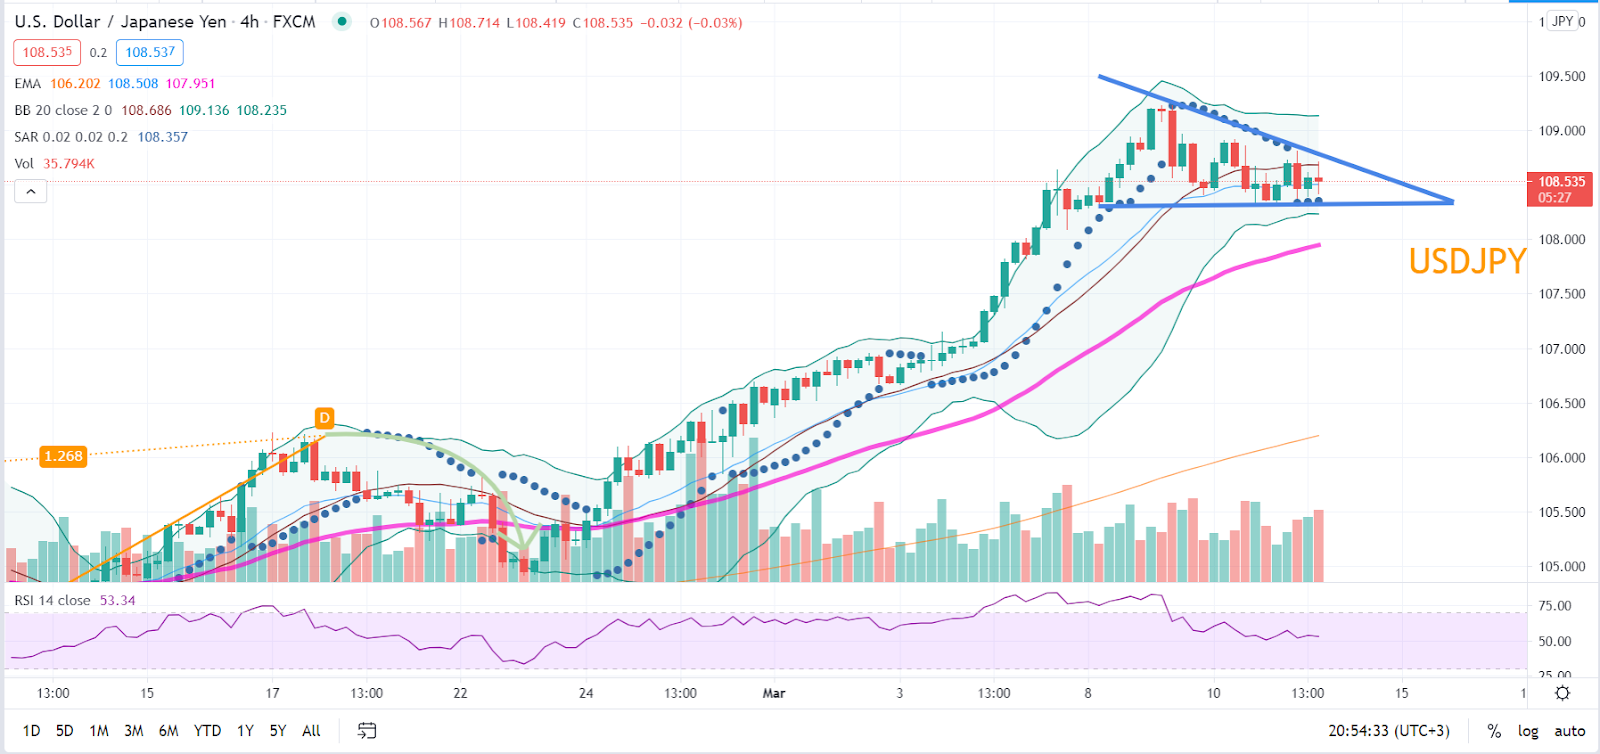 U.S. Dollar / Japanese Yen · 4h · FXCM O108.567 H108.714 L108.419 C108.535 -0.032 (-0.03%)
108.535 0.2 108.537
EMA 106.202 108.508 107.951
BB 20 close 2 0 108.686 109.136 108.235
SAR 0.02 0.02 0.2 108.357
Vol 35.794K
JPY
109.500
109.000
108.535
05:27
108.000
USDJPY
107.500
107.000
106.500
D
1.268
106.000
105.500
105.000
RSI 14 close 53.34
75.00
50.00
25.00
13:00 15 17 13:00 22 24 13:00 Mar 3 13:00 8 10 13:00 15
1D 5D 1M 3M 6M YTD 1Y 5Y All 20:54:33 (UTC+3) % log auto